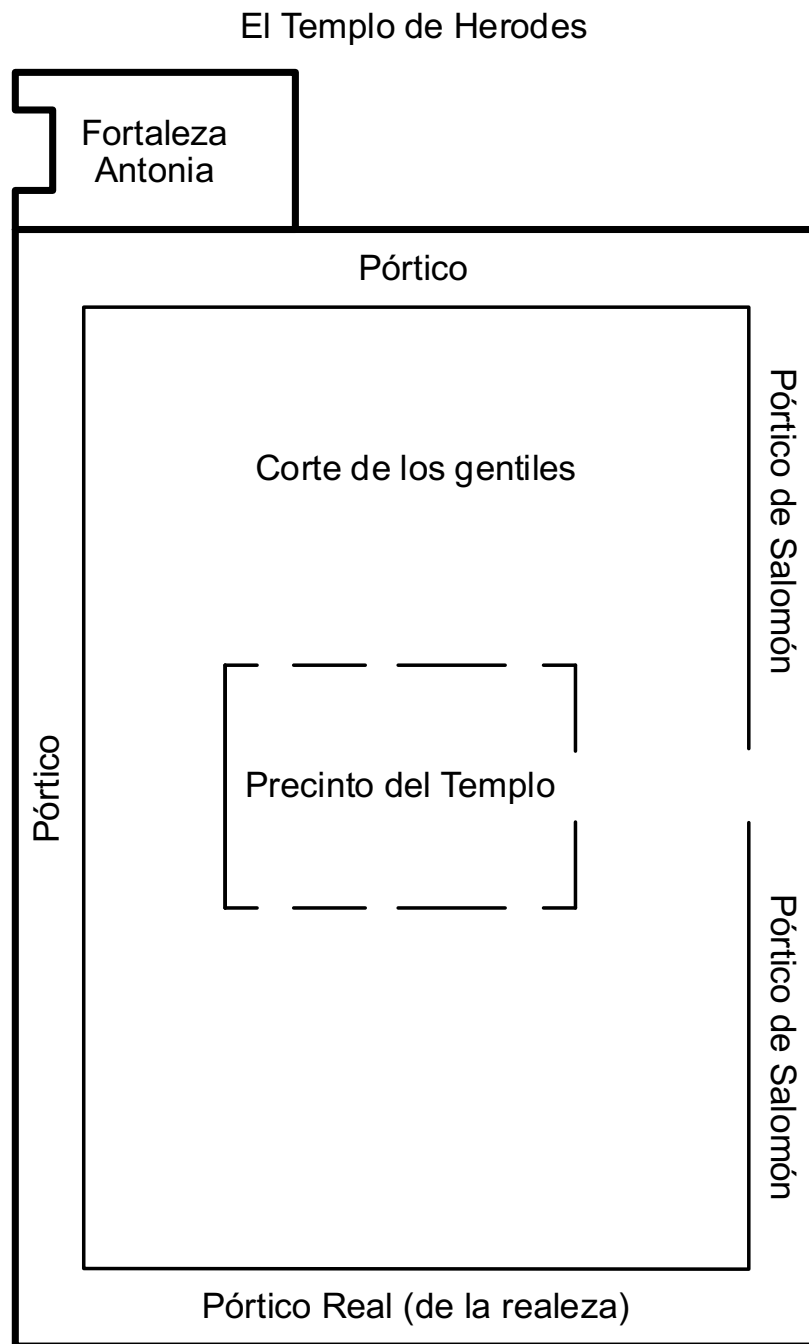 El Templo de Herodes
Fortaleza
Antonia
Pórtico
Pórtico de Salomón
Corte de los gentiles
Pórtico
Precinto del Templo
Pórtico de Salomón
Pórtico Real (de la realeza)